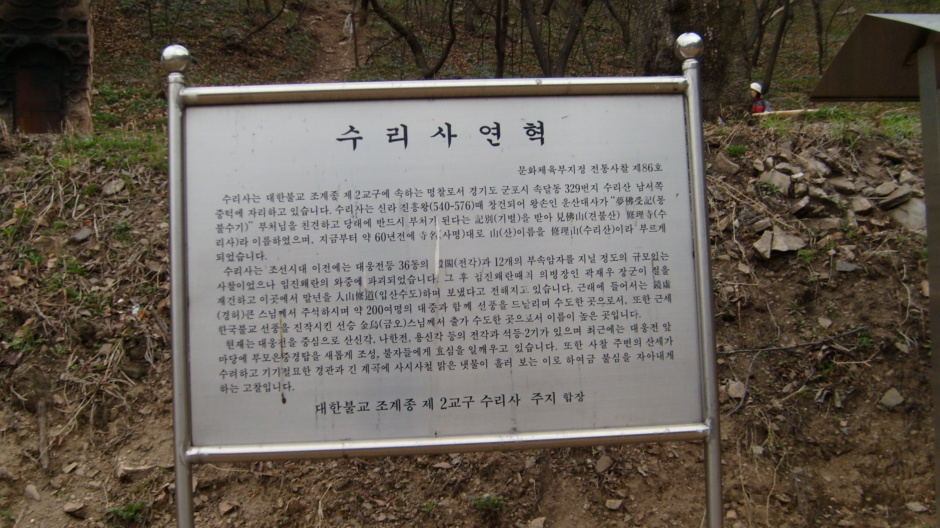 수리사연혁
문화체육부지정 전통사찰 제86호
수리사는 대한불교 조계종 제2교구에 속하는 명찰로서 경기도 군포시 속달동 329번지 수리산 남서쪽
중턱에 자리하고 있습니다. 수리사는 신라 진흥왕(540-576)때 창건되어 왕손인 운산대사가 "夢佛受記(몽
불수기)" 부처님을 친견하고 당대에 반드시 부처가 된다는 記別(기별)을 받아 見佛山(견불산) 修理寺(수
리사)라 이름하였으며, 지금부터 약 60년전에 寺名(사명)대로 山(산)이름을 修理山(수리산)이라 부르게
되었습니다.
수리사는 조선시대 이전에는 대웅전등 36동의 (전각)과 12개의 부속암자를 지닐 정도의 규모있는
사찰이었으나 임진왜란의 와중에 파괴되었습니다. 그 후 임진왜란때의 의병장인 곽재우 장군이 절을
재건하고 이곳에서 말년을 入山修道(입산수도)하며 보냈다고 전해지고 있습니다. 근래에 들어서는 鏡虛
(경허)큰 스님께서 주석하시며 약 200여명의 대중과 함께 선풍을 드날리며 수도한 곳으로서, 또한 근세
한국불교 선풍을 진작시킨 선승 金烏(금오)스님께서 출가 수도한 곳으로서 이름이 높은 곳입니다.
현재는 대웅전을 중심으로 산신각, 나한전, 용신각 등의 전각과 석등2기가 있으며 최근에는 대웅전 앞
마당에 부모은중경탑을 새롭게 조성, 불자들에게 효심을 일깨우고 있습니다. 또한 사찰 주변의 산세가
수려하고 기기절묘한 경관과 긴 계곡에 사시사철 맑은 냇물이 흘러 보는 이로 하여금 불심을 자아내게
하는 고찰입니다.
대한불교 조계종 제 2교구 수리사 주지 합장